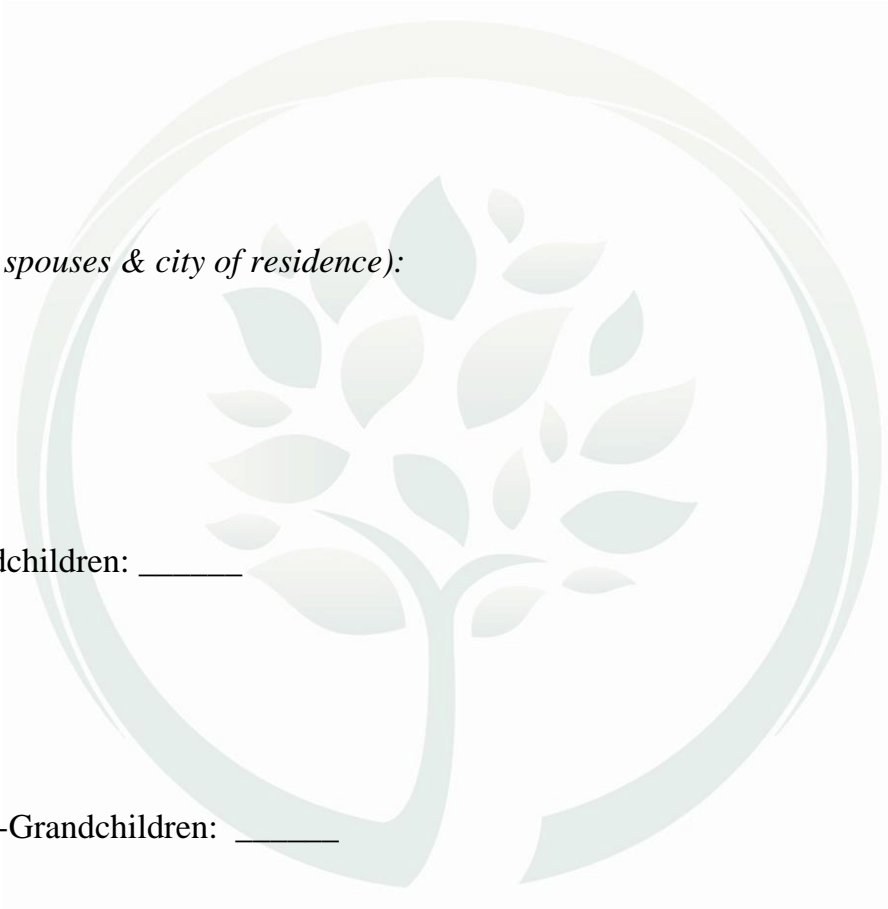 spouses & city of residence):
dchildren: ______
-Grandchildren: ______